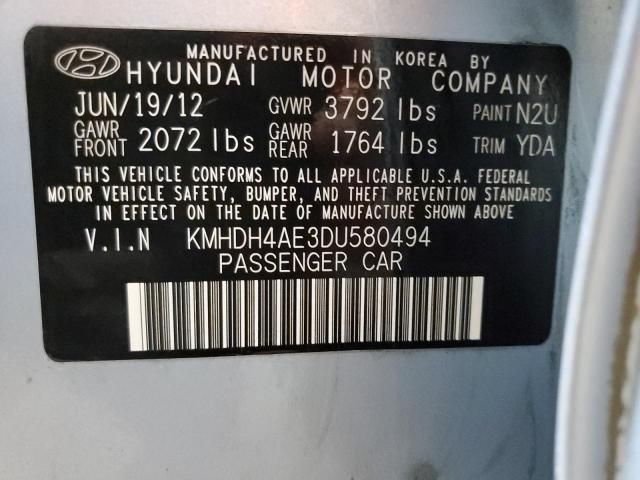 MANUFACTURED IN KOREA BY
HYUNDAI MOTOR COMPANY
JUN/19/12 GVWR 3792 lbs PAINT N2U
GAWR FRONT 2072 lbs GAWR REAR 1764 lbs TRIM YDA
THIS VEHICLE CONFORMS TO ALL APPLICABLE U.S.A. FEDERAL
MOTOR VEHICLE SAFETY, BUMPER, AND THEFT PREVENTION STANDARDS
IN EFFECT ON THE DATE OF MANUFACTURE SHOWN ABOVE.
V.I.N KMHDH4AE3DU580494
PASSENGER CAR